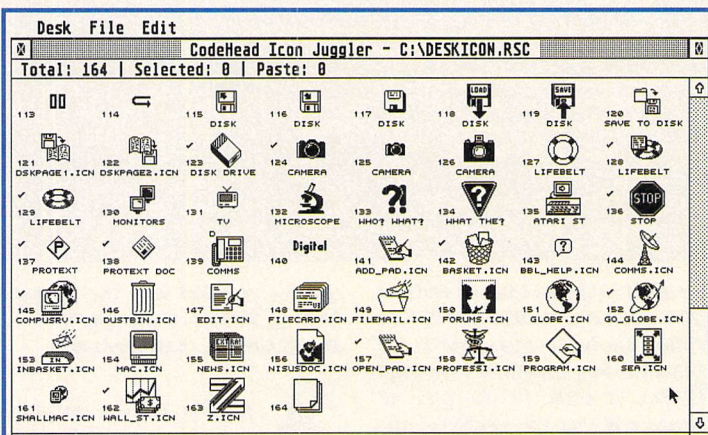 Desk File Edit
CodeHead Icon Juggler - C:\DESKICON.RSC
Total: 164 | Selected: 0 | Paste: 0
LOAD SAVE
113 114 115 116 117 118 119 120
DISK DISK DISK DISK DISK SAVE TO DISK
121 122 123 124 125 126 127 128
DSKPAGE1.ICN DSKPAGE2.ICN DISK DRIVE CAMERA CAMERA CAMERA LIFEBELT LIFEBELT
STOP
129 130 131 132 133 134 135 136
LIFEBELT MONITORS TV MICROSCOPE WHO? WHAT? WHAT THE? ATARI ST STOP
P Digital
137 138 139 140 141 142 143 144
PROTEXT PROTEXT DOC COMMS ADD_PAD.ICN BASKET.ICN BBL_HELP.ICN COMMS.ICN
145 146 147 148 149 150 151 152
COMPUSRV.ICN DUSTBIN.ICN EDIT.ICN FILECARD.ICN FILEMAIL.ICN FORUMS.ICN GLOBE.ICN GO_GLOBE.ICN
IN EXTRA!
153 154 155 156 157 158 159 160
INBASKET.ICN MAC.ICN NEWS.ICN NISUSDOC.ICN OPEN_PAD.ICN PROFESSI.ICN PROGRAM.ICN SEA.ICN
161 162 163 164
SMALLMAC.ICN WALL_ST.ICN Z.ICN